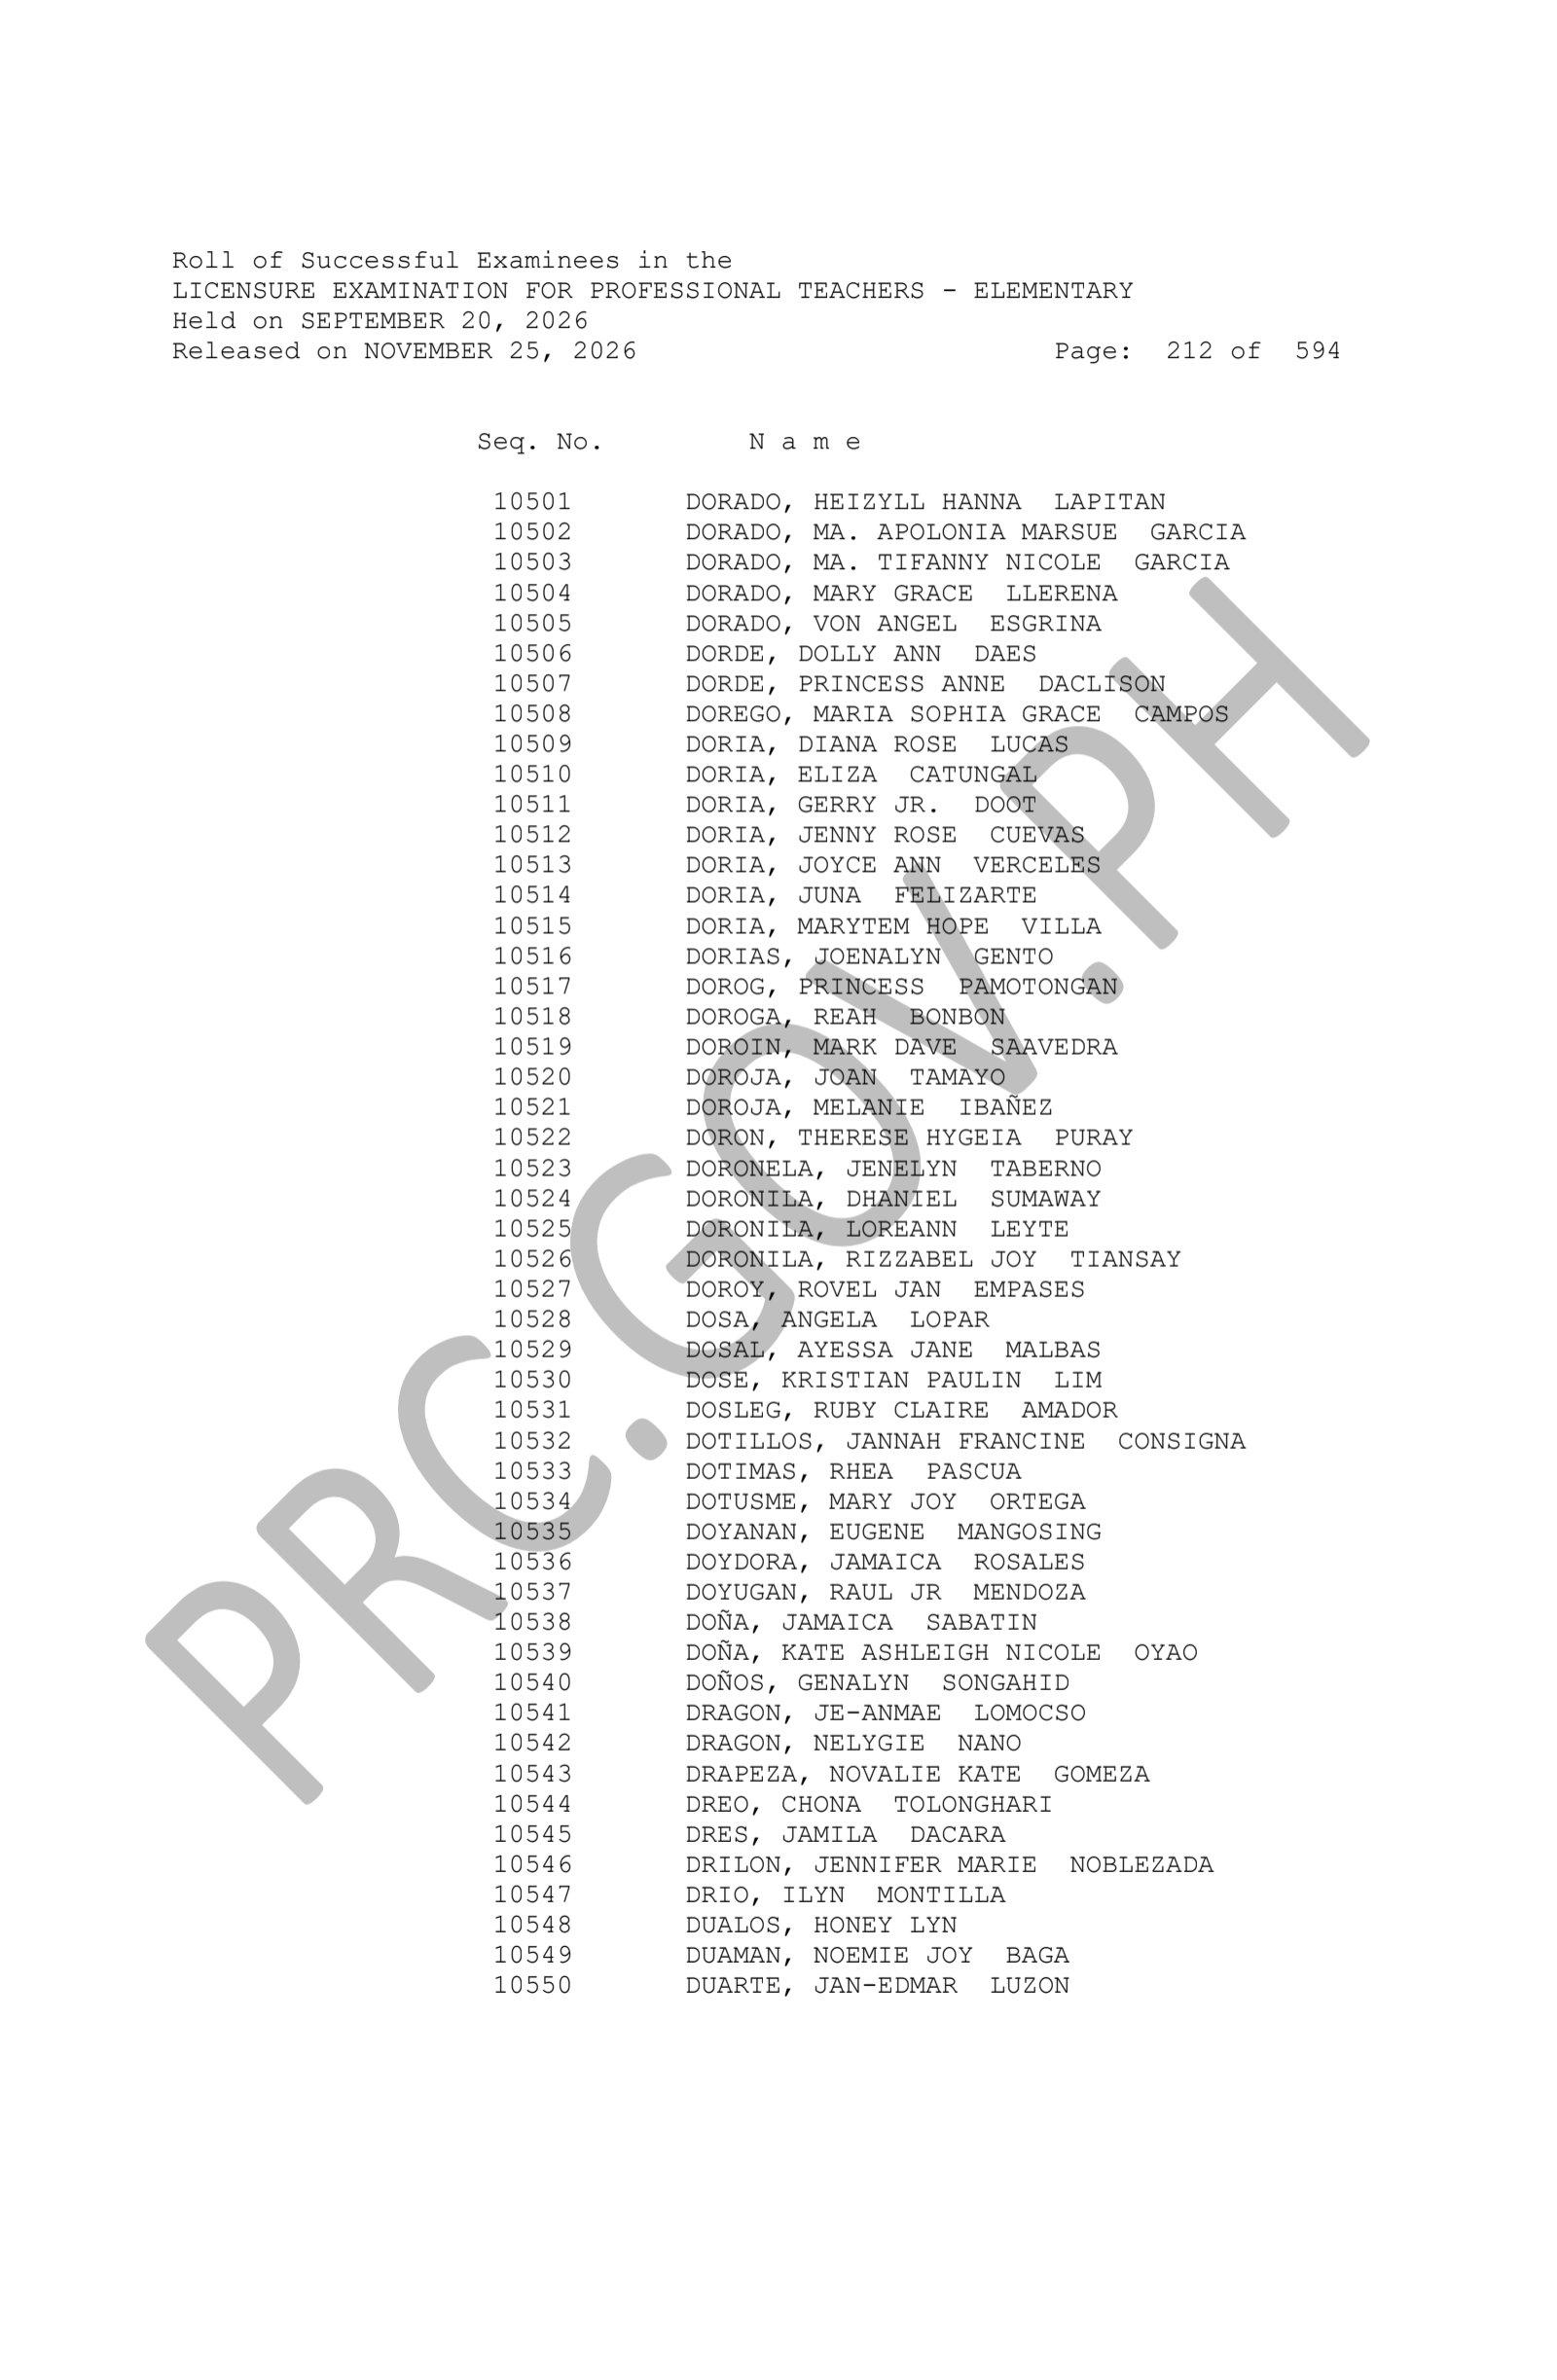 Roll of Successful Examinees in the
LICENSURE EXAMINATION FOR PROFESSIONAL TEACHERS - ELEMENTARY
Held on SEPTEMBER 20, 2026
Released on NOVEMBER 25, 2026 Page: 212 of 594
Seq. No. N a m e
10501 DORADO, HEIZYLL HANNA LAPITAN
10502 DORADO, MA. APOLONIA MARSUE GARCIA
10503 DORADO, MA. TIFANNY NICOLE GARCIA
10504 DORADO, MARY GRACE LLERENA
10505 DORADO, VON ANGEL ESGRINA
10506 DORDE, DOLLY ANN DAES
10507 DORDE, PRINCESS ANNE DACLISON
10508 DOREGO, MARIA SOPHIA GRACE CAMPOS
10509 DORIA, DIANA ROSE LUCAS
10510 DORIA, ELIZA CATUNGAL
10511 DORIA, GERRY JR. DOOT
10512 DORIA, JENNY ROSE CUEVAS
10513 DORIA, JOYCE ANN VERCELES
10514 DORIA, JUNA FELIZARTE
10515 DORIA, MARYTEM HOPE VILLA
10516 DORIAS, JOENALYN GENTO
10517 DOROG, PRINCESS PAMOTONGAN
10518 DOROGA, REAH BONBON
10519 DOROIN, MARK DAVE SAAVEDRA
10520 DOROJA, JOAN TAMAYO
10521 DOROJA, MELANIE IBAÑEZ
10522 DORON, THERESE HYGEIA PURAY
10523 DORONELA, JENELYN TABERNO
10524 DORONILA, DHANIEL SUMAWAY
10525 DORONILA, LOREANN LEYTE
10526 DORONILA, RIZZABEL JOY TIANSAY
10527 DOROY, ROVEL JAN EMPASES
10528 DOSA, ANGELA LOPAR
10529 DOSAL, AYESSA JANE MALBAS
10530 DOSE, KRISTIAN PAULIN LIM
10531 DOSLEG, RUBY CLAIRE AMADOR
10532 DOTILLOS, JANNAH FRANCINE CONSIGNA
10533 DOTIMAS, RHEA PASCUA
10534 DOTUSME, MARY JOY ORTEGA
10535 DOYANAN, EUGENE MANGOSING
10536 DOYDORA, JAMAICA ROSALES
10537 DOYUGAN, RAUL JR MENDOZA
10538 DOÑA, JAMAICA SABATIN
10539 DOÑA, KATE ASHLEIGH NICOLE OYAO
10540 DOÑOS, GENALYN SONGAHID
10541 DRAGON, JE-ANMAE LOMOCSO
10542 DRAGON, NELYGIE NANO
10543 DRAPEZA, NOVALIE KATE GOMEZA
10544 DREO, CHONA TOLONGHARI
10545 DRES, JAMILA DACARA
10546 DRILON, JENNIFER MARIE NOBLEZADA
10547 DRIO, ILYN MONTILLA
10548 DUALOS, HONEY LYN
10549 DUAMAN, NOEMIE JOY BAGA
10550 DUARTE, JAN-EDMAR LUZON
PRC.GOV.PH